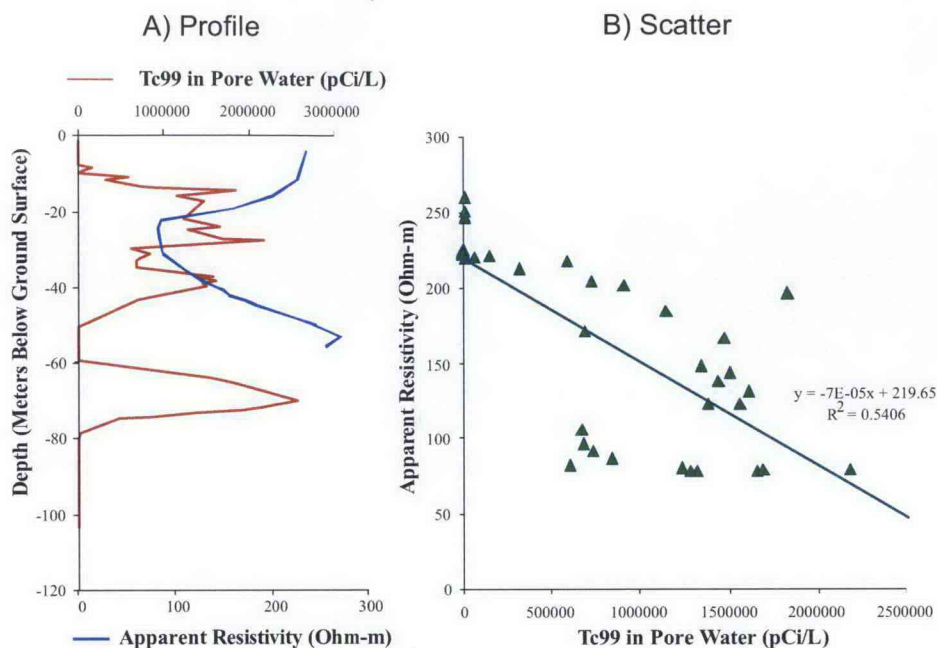 A) Profile
B) Scatter
Tc99 in Pore Water (pCi/L)
0 1000000 2000000 3000000
Depth (Meters Below Ground Surface)
0
-20
-40
-60
-80
-100
-120
0 100 200 300
Apparent Resistivity (Ohm-m)
Apparent Resistivity (Ohm-m)
300
250
200
150
100
50
0
y = -7E-05x + 219.65
R2 = 0.5406
0 500000 1000000 1500000 2000000 2500000
Tc99 in Pore Water (pCi/L)